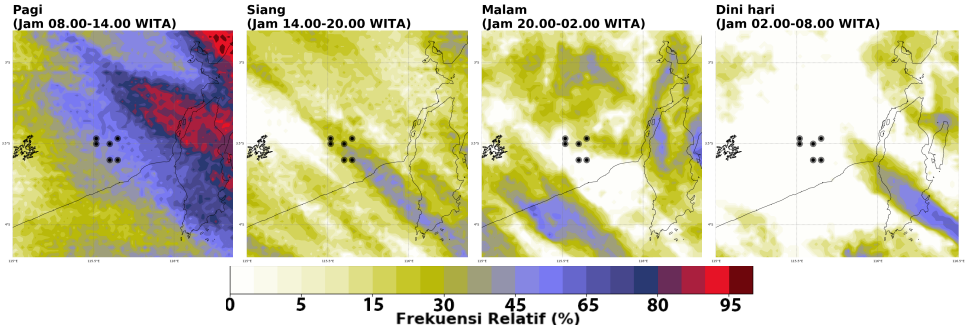 Pagi
(Jam 08.00-14.00 WITA)
Siang
(Jam 14.00-20.00 WITA)
Malam
(Jam 20.00-02.00 WITA)
Dini hari
(Jam 02.00-08.00 WITA)
0 5 15 30 45 65 80 95
Frekuensi Relatif (%)